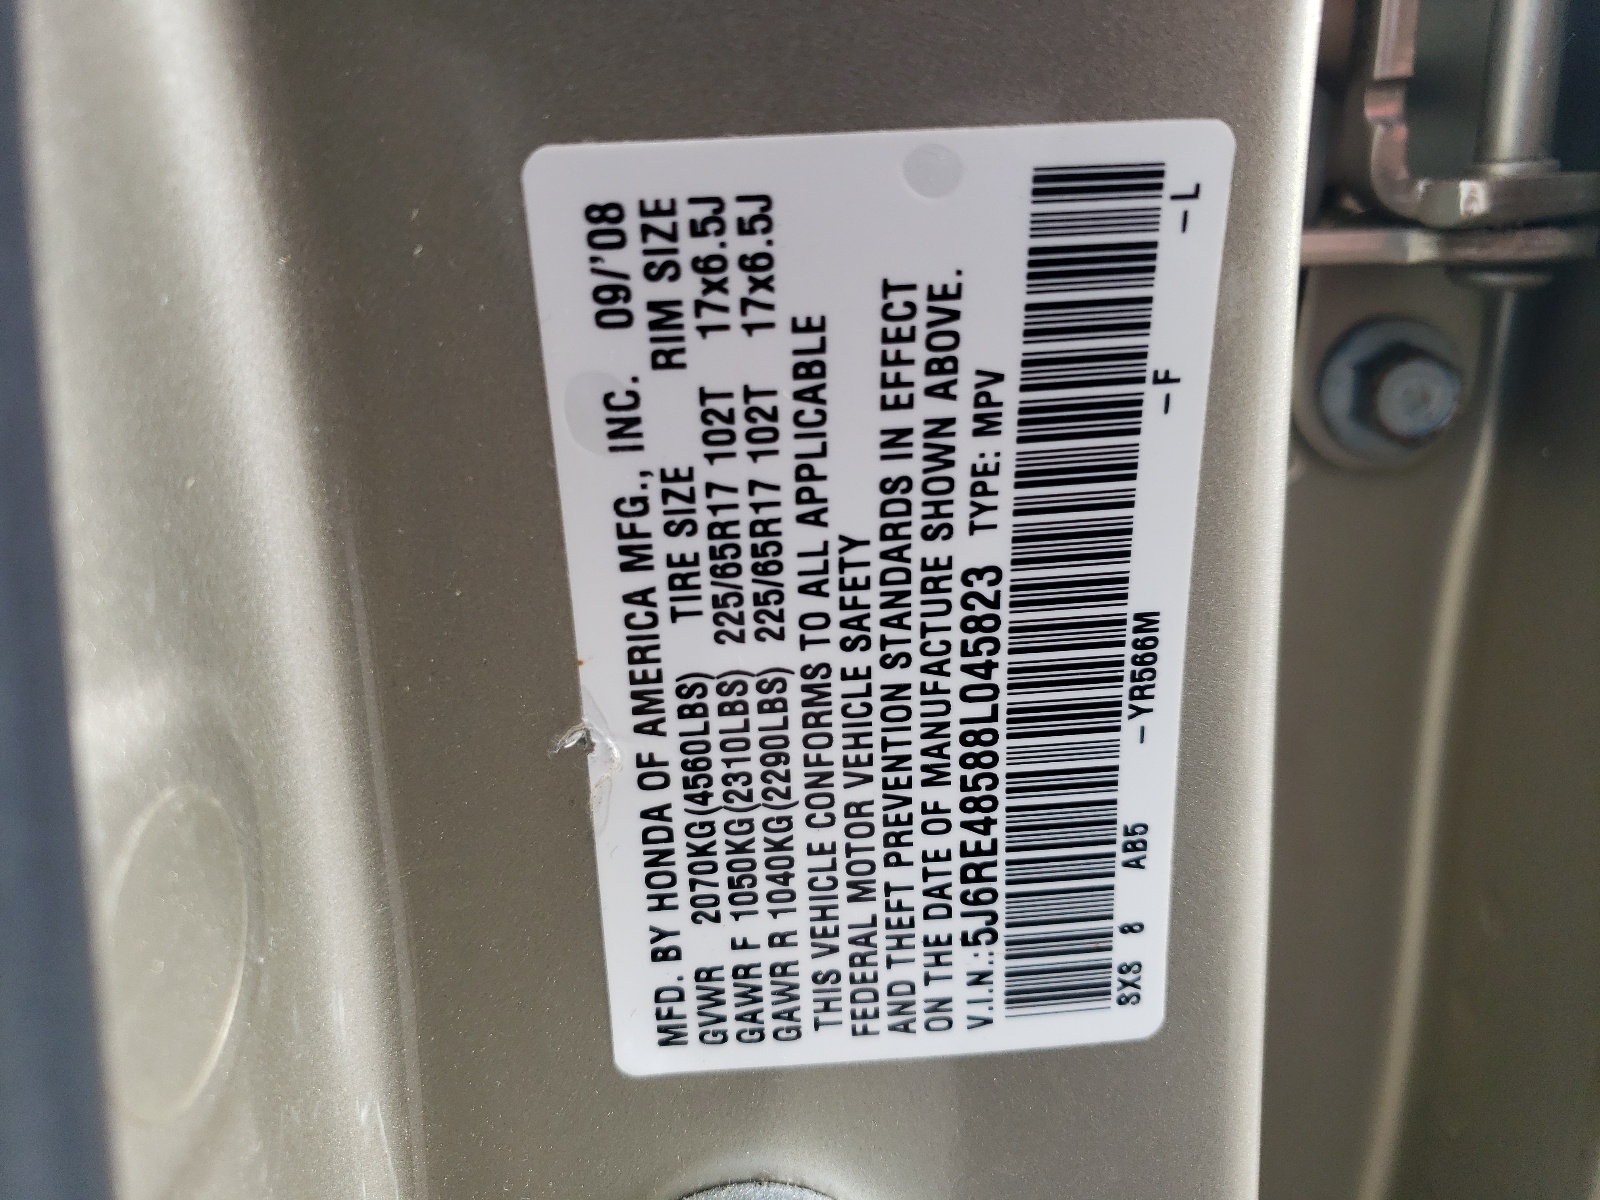 MFD. BY HONDA OF AMERICA MFG., INC. 09/'08
GVWR 2070KG(4560LBS) TIRE SIZE RIM SIZE
GAWR F 1050KG(2310LBS) 225/65R17 102T 17x6.5J
GAWR R 1040KG(2290LBS) 225/65R17 102T 17x6.5J
THIS VEHICLE CONFORMS TO ALL APPLICABLE
FEDERAL MOTOR VEHICLE SAFETY
AND THEFT PREVENTION STANDARDS IN EFFECT
ON THE DATE OF MANUFACTURE SHOWN ABOVE.
V.I.N.:5J6RE48588L045823 TYPE: MPV
SX8 8 AB5 -YR566M -F -L